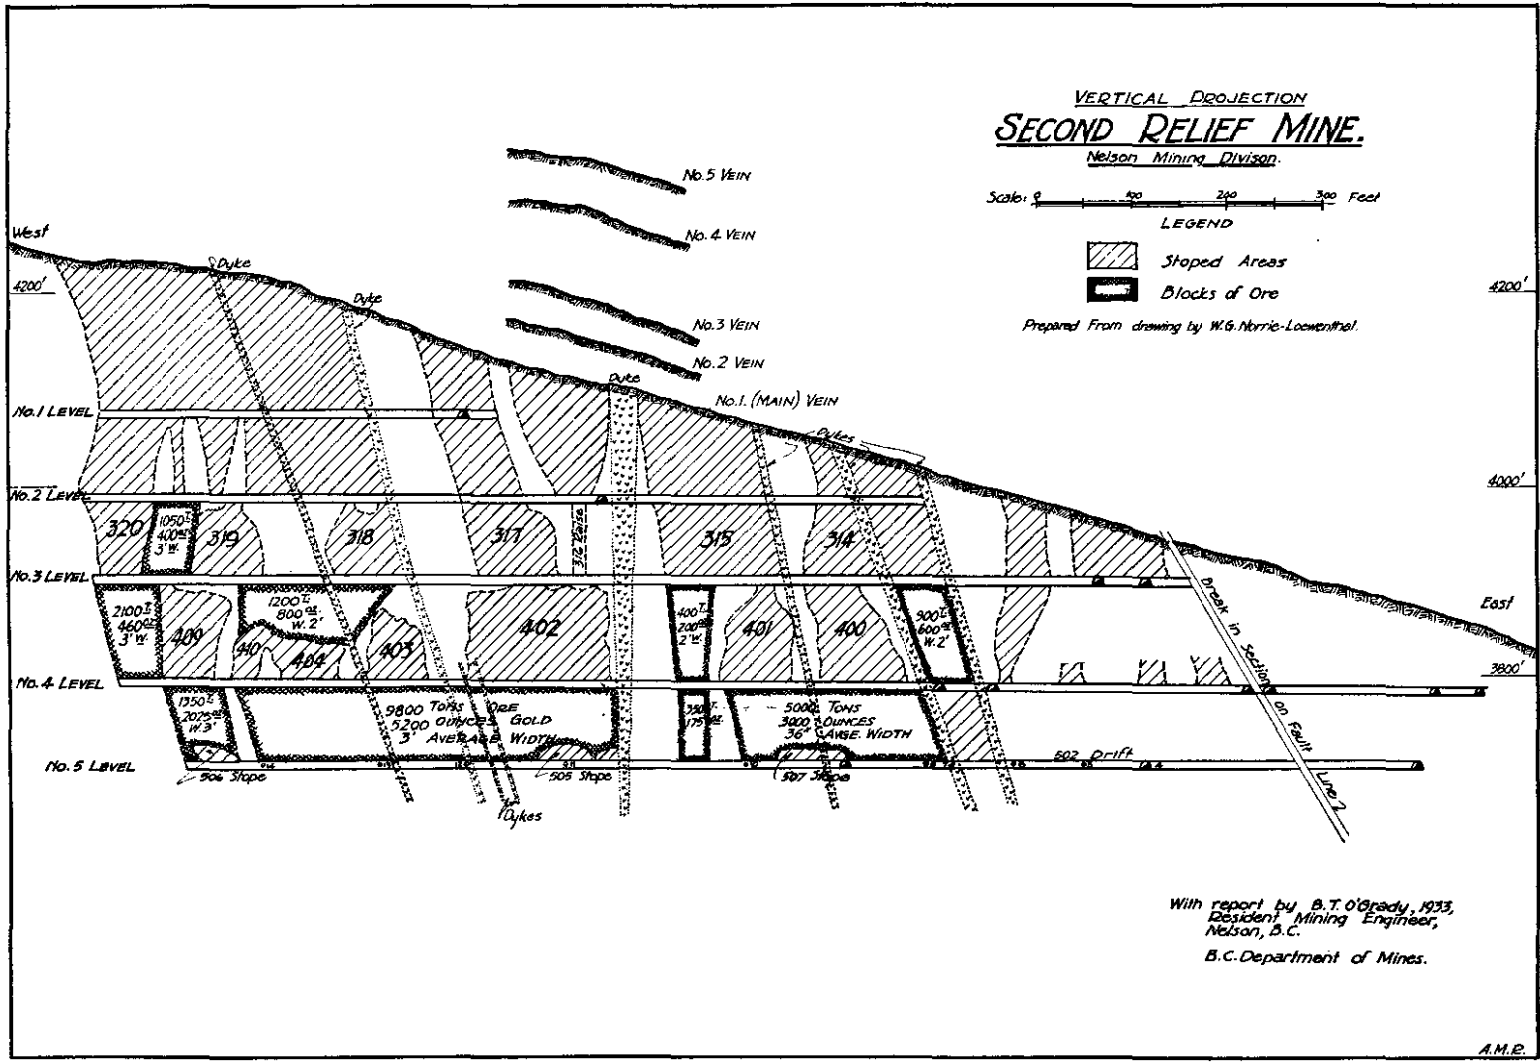 VERTICAL PROJECTION
SECOND RELIEF MINE.
Nelson Mining Divison.
Scale: 0 100 200 300 Feet
LEGEND
Stoped Areas
Blocks of Ore
Prepared From drawing by W.G. Norrie-Loewenthal.
No.5 VEIN
No.4 VEIN
No.3 VEIN
No.2 VEIN
No.1. (MAIN) VEIN
West
4200'
4200'
Dyke
Dyke
Dyke
Dykes
No.1 LEVEL
No.2 LEVEL
4000'
320
1050 T.
400 oz
3' W.
319
318
317
316 Raise
315
314
No.3 LEVEL
2100 T.
460 oz
3' W.
409
410
1200 T.
800 oz
W. 2'
404
403
402
400 T.
200 oz
2' W.
401
400
900 T.
600 oz
W. 2'
East
3800'
No.4 LEVEL
1350 T.
2025 oz
W. 3'
9800 TONS ORE
5200 OUNCES GOLD
3' AVERAGE WIDTH
350 T.
175 oz
5000 TONS
3000 OUNCES
36" AVGE. WIDTH
No.5 LEVEL
506 Stope
505 Stope
507 Stope
502 Drift
Dykes
Break in Section on Fault Line
With report by B.T. O'Grady, 1933,
Resident Mining Engineer,
Nelson, B.C.
B.C. Department of Mines.
A.M.R.